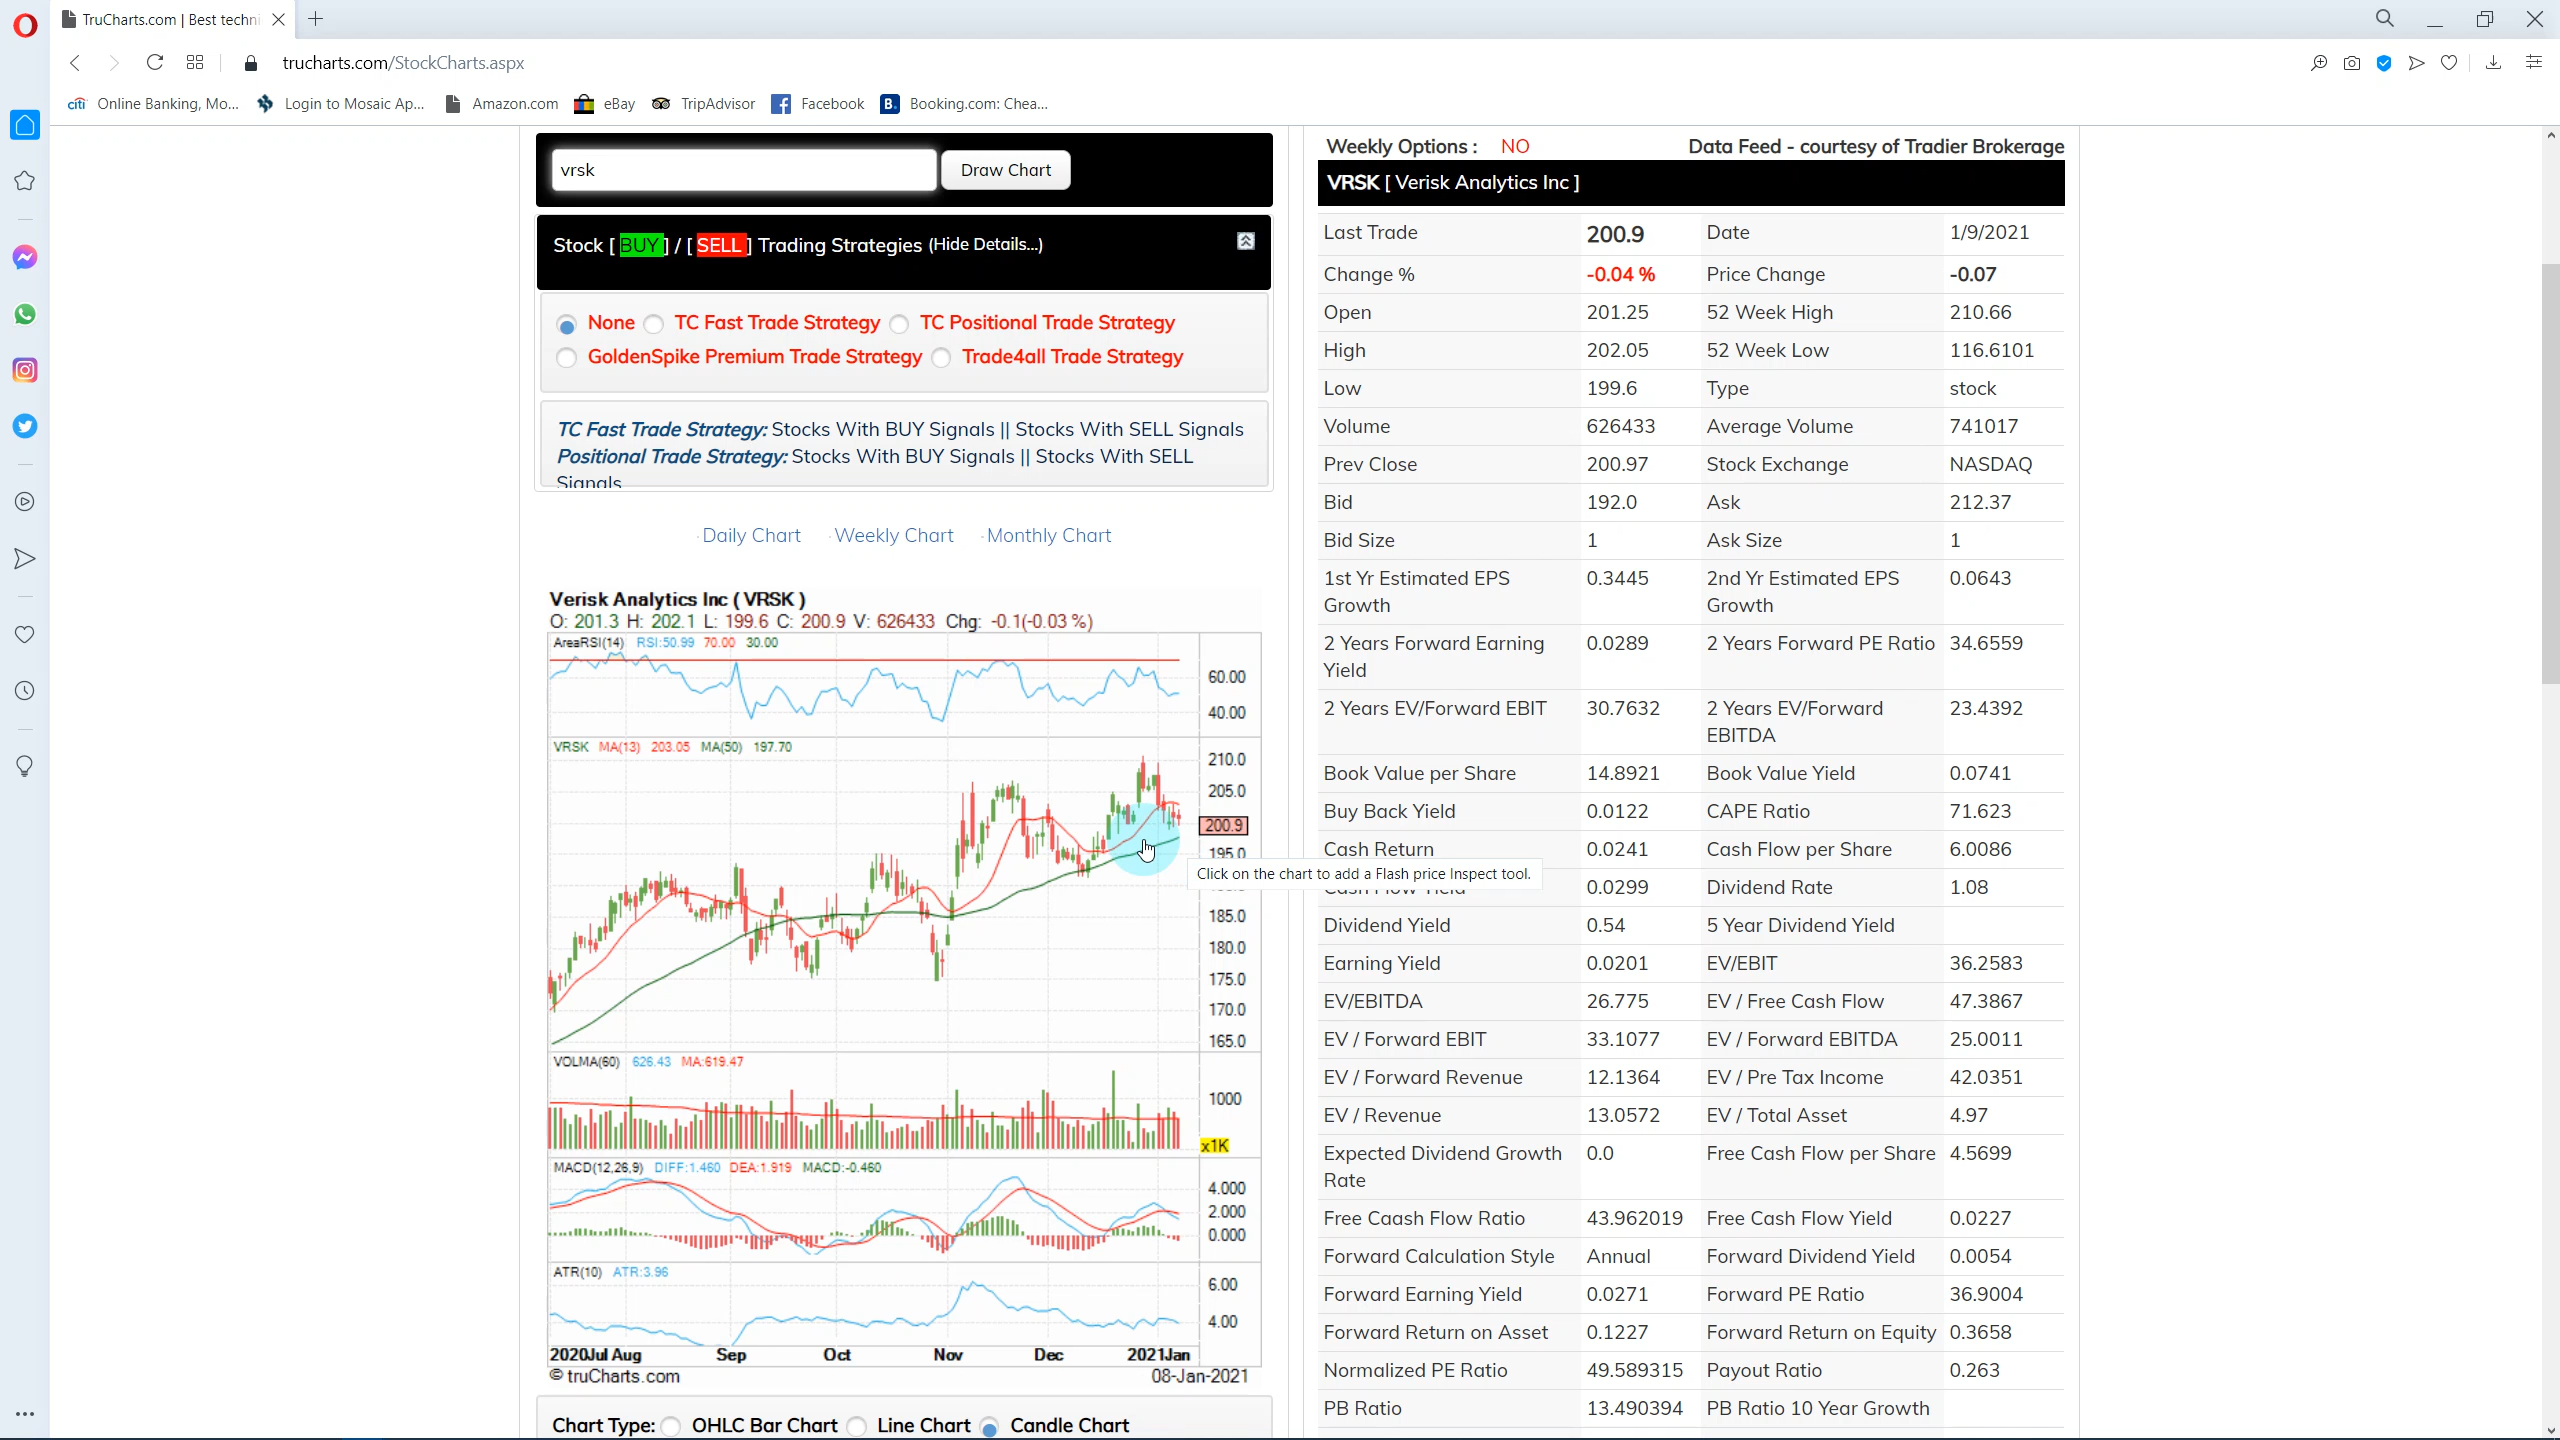 TruCharts.com | Best techni
trucharts.com/StockCharts.aspx
citi Online Banking, Mo... Login to Mosaic Ap... Amazon.com eBay TripAdvisor Facebook B. Booking.com: Chea...
vrsk Draw Chart
Stock [ BUY ] / [ SELL ] Trading Strategies (Hide Details...)
None TC Fast Trade Strategy TC Positional Trade Strategy
GoldenSpike Premium Trade Strategy Trade4all Trade Strategy
TC Fast Trade Strategy: Stocks With BUY Signals || Stocks With SELL Signals
Positional Trade Strategy: Stocks With BUY Signals || Stocks With SELL
Signals
Daily Chart Weekly Chart Monthly Chart
Verisk Analytics Inc ( VRSK )
O: 201.3 H: 202.1 L: 199.6 C: 200.9 V: 626433 Chg: -0.1(-0.03 %)
AreaRSI(14) RSI:50.99 70.00 30.00
60.00
40.00
VRSK MA(13) 203.05 MA(50) 197.70
210.0
205.0
200.9
195.0
185.0
180.0
175.0
170.0
165.0
VOLMA(60) 626.43 MA:619.47
1000
x1K
MACD(12,26,9) DIFF:1.460 DEA:1.919 MACD:-0.460
4.000
2.000
0.000
ATR(10) ATR:3.96
6.00
4.00
2020Jul Aug Sep Oct Nov Dec 2021Jan
© truCharts.com 08-Jan-2021
Chart Type: OHLC Bar Chart Line Chart Candle Chart
Click on the chart to add a Flash price Inspect tool.
Weekly Options : NO Data Feed - courtesy of Tradier Brokerage
VRSK [ Verisk Analytics Inc ]
Last Trade 200.9 Date 1/9/2021
Change % -0.04 % Price Change -0.07
Open 201.25 52 Week High 210.66
High 202.05 52 Week Low 116.6101
Low 199.6 Type stock
Volume 626433 Average Volume 741017
Prev Close 200.97 Stock Exchange NASDAQ
Bid 192.0 Ask 212.37
Bid Size 1 Ask Size 1
1st Yr Estimated EPS 0.3445 2nd Yr Estimated EPS 0.0643
Growth Growth
2 Years Forward Earning 0.0289 2 Years Forward PE Ratio 34.6559
Yield
2 Years EV/Forward EBIT 30.7632 2 Years EV/Forward 23.4392
EBITDA
Book Value per Share 14.8921 Book Value Yield 0.0741
Buy Back Yield 0.0122 CAPE Ratio 71.623
Cash Return 0.0241 Cash Flow per Share 6.0086
0.0299 Dividend Rate 1.08
Dividend Yield 0.54 5 Year Dividend Yield
Earning Yield 0.0201 EV/EBIT 36.2583
EV/EBITDA 26.775 EV / Free Cash Flow 47.3867
EV / Forward EBIT 33.1077 EV / Forward EBITDA 25.0011
EV / Forward Revenue 12.1364 EV / Pre Tax Income 42.0351
EV / Revenue 13.0572 EV / Total Asset 4.97
Expected Dividend Growth 0.0 Free Cash Flow per Share 4.5699
Rate
Free Caash Flow Ratio 43.962019 Free Cash Flow Yield 0.0227
Forward Calculation Style Annual Forward Dividend Yield 0.0054
Forward Earning Yield 0.0271 Forward PE Ratio 36.9004
Forward Return on Asset 0.1227 Forward Return on Equity 0.3658
Normalized PE Ratio 49.589315 Payout Ratio 0.263
PB Ratio 13.490394 PB Ratio 10 Year Growth